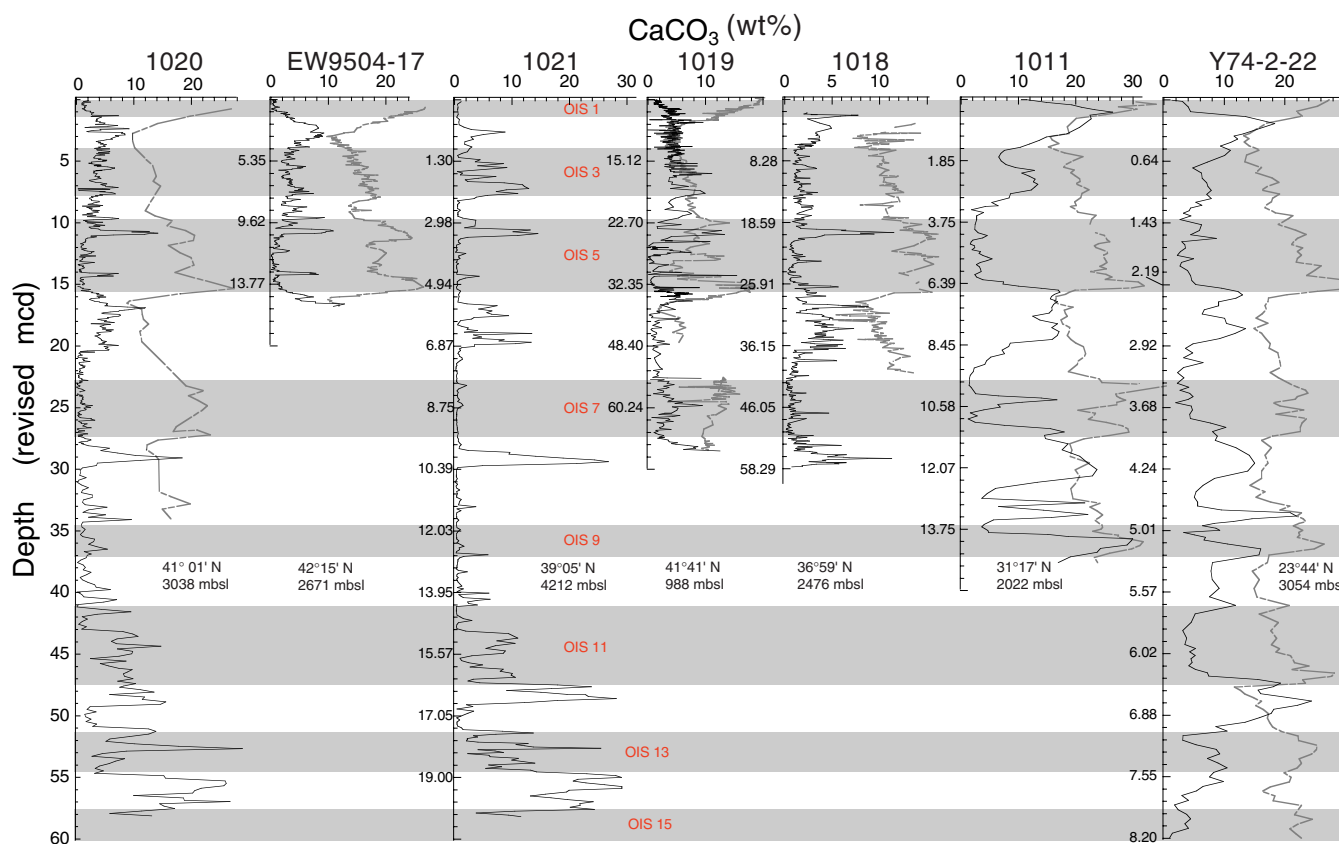 CaCO3 (wt%)
1020 EW9504-17 1021 1019 1018 1011 Y74-2-22
0 10 20 0 10 20 0 10 20 30 0 10 20 0 5 10 0 10 20 30 0 10 20
OIS 1
5 5.35 1.30 15.12 8.28 1.85 0.64
OIS 3
10 9.62 2.98 22.70 18.59 3.75 1.43
OIS 5
2.19
15 13.77 4.94 32.35 25.91 6.39
20 6.87 48.40 36.15 8.45 2.92
25 8.75 OIS 7 60.24 46.05 10.58 3.68
30 10.39 58.29 12.07 4.24
35 12.03 13.75 5.01
OIS 9
41° 01' N 42°15' N 39°05' N 41°41' N 36°59' N 31°17' N 23°44' N
3038 mbsl 2671 mbsl 4212 mbsl 988 mbsl 2476 mbsl 2022 mbsl 3054 mbsl
40 13.95 5.57
45 15.57 OIS 11 6.02
50 17.05 6.88
OIS 13
55 19.00 7.55
OIS 15
60 8.20
Depth (revised mcd)